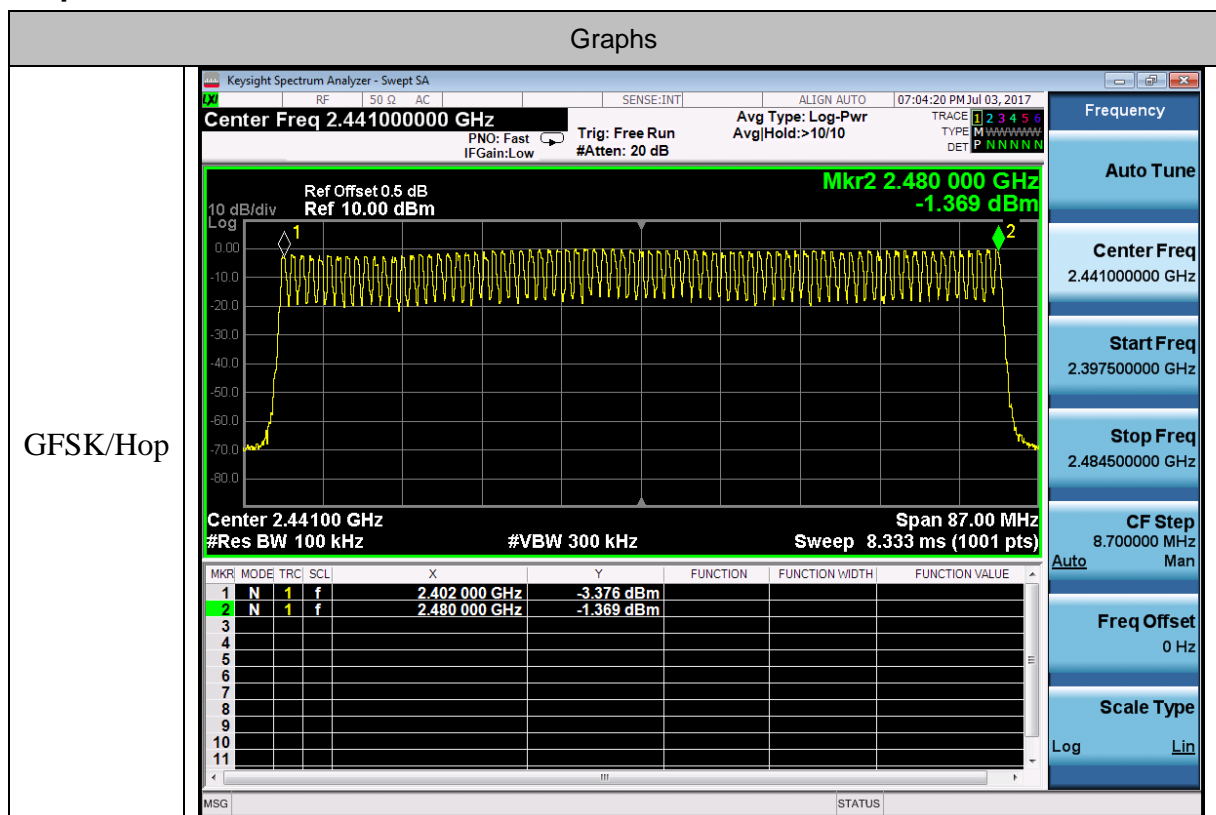 Graphs
GFSK/Hop
Keysight Spectrum Analyzer - Swept SA
LXI RF 50 Ω AC SENSE:INT ALIGN AUTO 07:04:20 PM Jul 03, 2017
Center Freq 2.441000000 GHz
PNO: Fast
IFGain:Low
Trig: Free Run
#Atten: 20 dB
Avg Type: Log-Pwr
Avg|Hold:>10/10
TRACE 1 2 3 4 5 6
TYPE M WWWWW
DET P N N N N N
Mkr2 2.480 000 GHz
-1.369 dBm
Ref Offset 0.5 dB
10 dB/div Ref 10.00 dBm
Log
1
2
0.00
-10.0
-20.0
-30.0
-40.0
-50.0
-60.0
-70.0
-80.0
Center 2.44100 GHz Span 87.00 MHz
#Res BW 100 kHz #VBW 300 kHz Sweep 8.333 ms (1001 pts)
MKR MODE TRC SCL X Y FUNCTION FUNCTION WIDTH FUNCTION VALUE
1 N 1 f 2.402 000 GHz -3.376 dBm
2 N 1 f 2.480 000 GHz -1.369 dBm
3
4
5
6
7
8
9
10
11
MSG STATUS
Frequency
Auto Tune
Center Freq
2.441000000 GHz
Start Freq
2.397500000 GHz
Stop Freq
2.484500000 GHz
CF Step
8.700000 MHz
Auto Man
Freq Offset
0 Hz
Scale Type
Log Lin